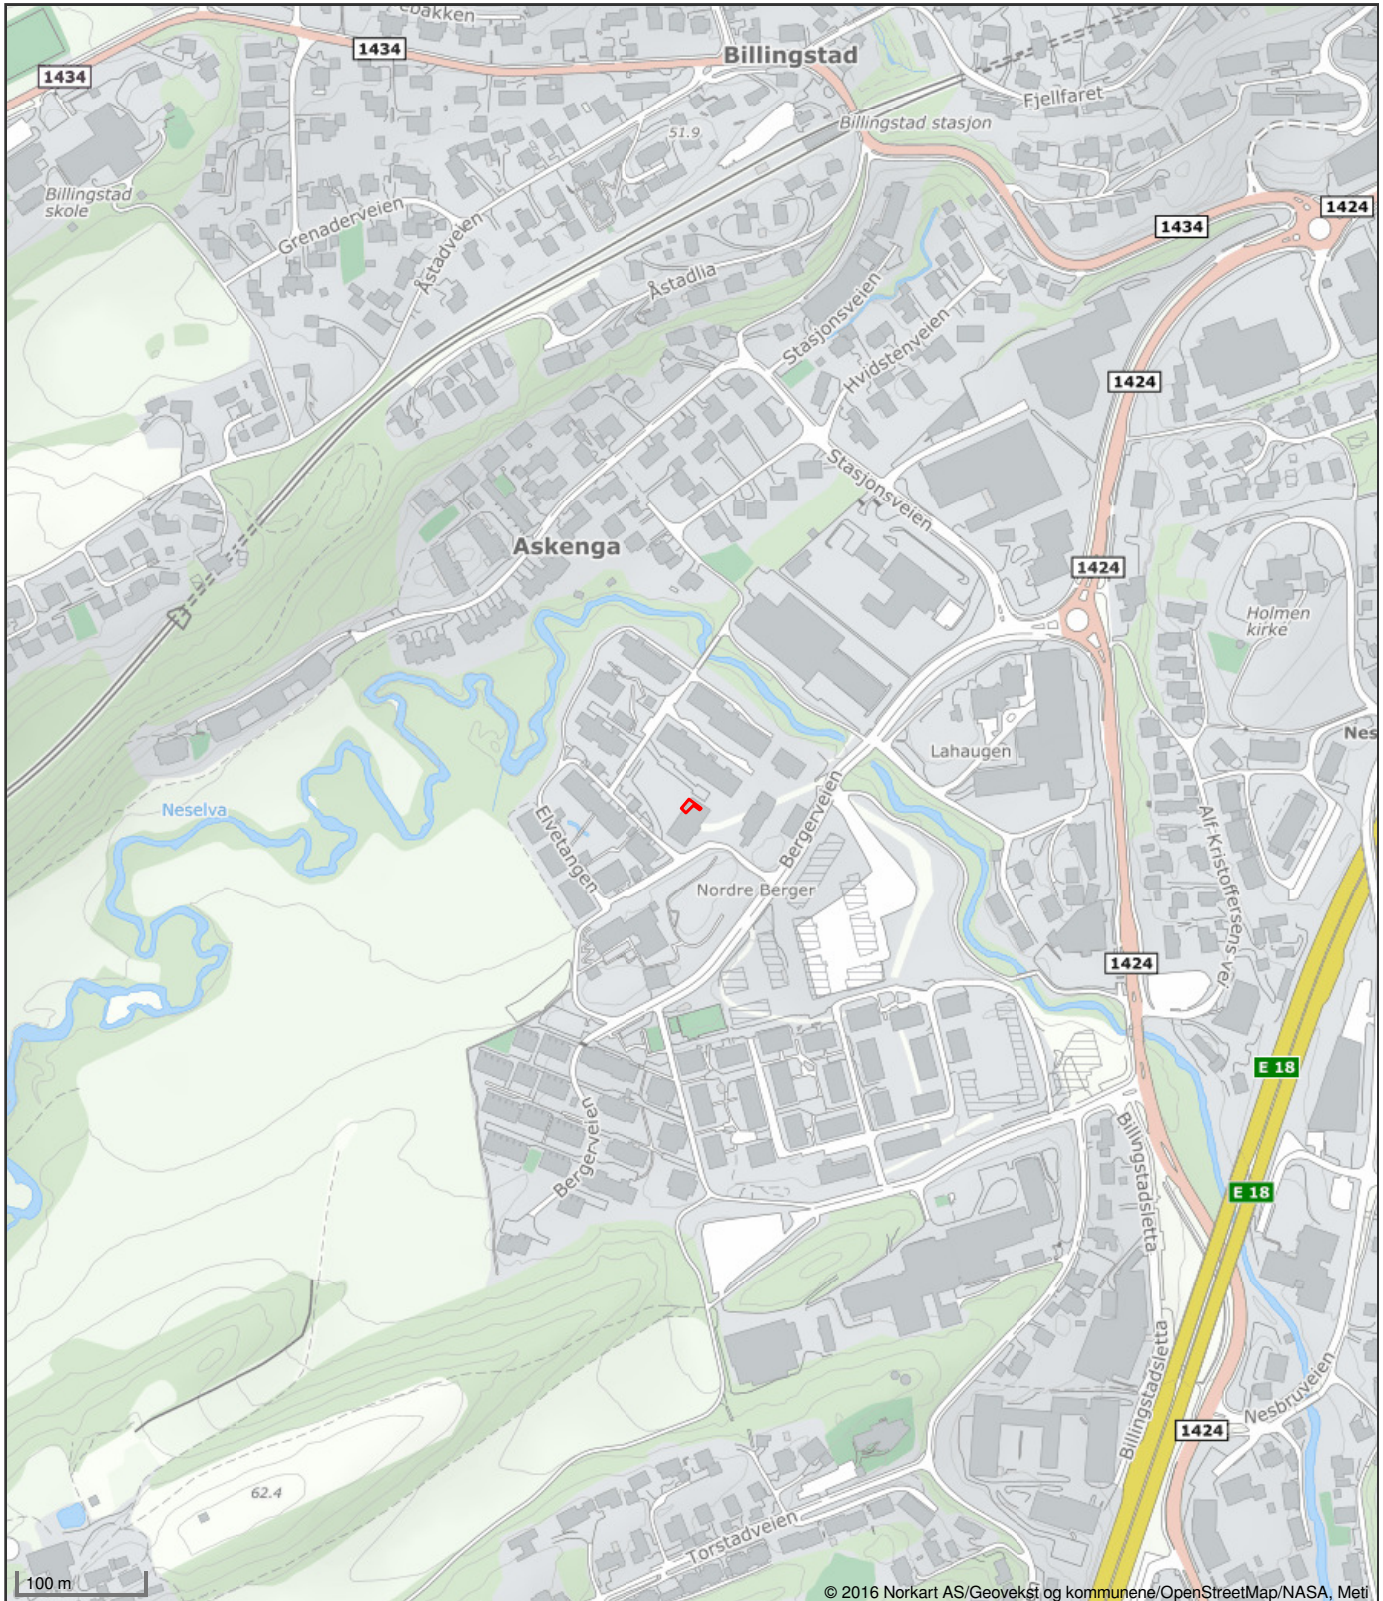 ebakken
1434
Billingstad
1434
Fjellfaret
Billingstad stasjon
51.9
Billingstad
skole
1424
Grenaderveien
1434
Åstadveien
Åstadlia
Stasjonsveien
Hvidstenveien
1424
Stasjonsveien
Askenga
1424
Holmen
kirke
Nes
Lahaugen
Neselva
Elvetangen
Bergerveien
Alf Kristoffersens vei
Nordre Berger
1424
E 18
Bergerveien
Billingstadsletta
E 18
Billingstadsletta
Nesbruveien
1424
62.4
Torstadveien
100 m
© 2016 Norkart AS/Geovekst og kommunene/OpenStreetMap/NASA, Meti